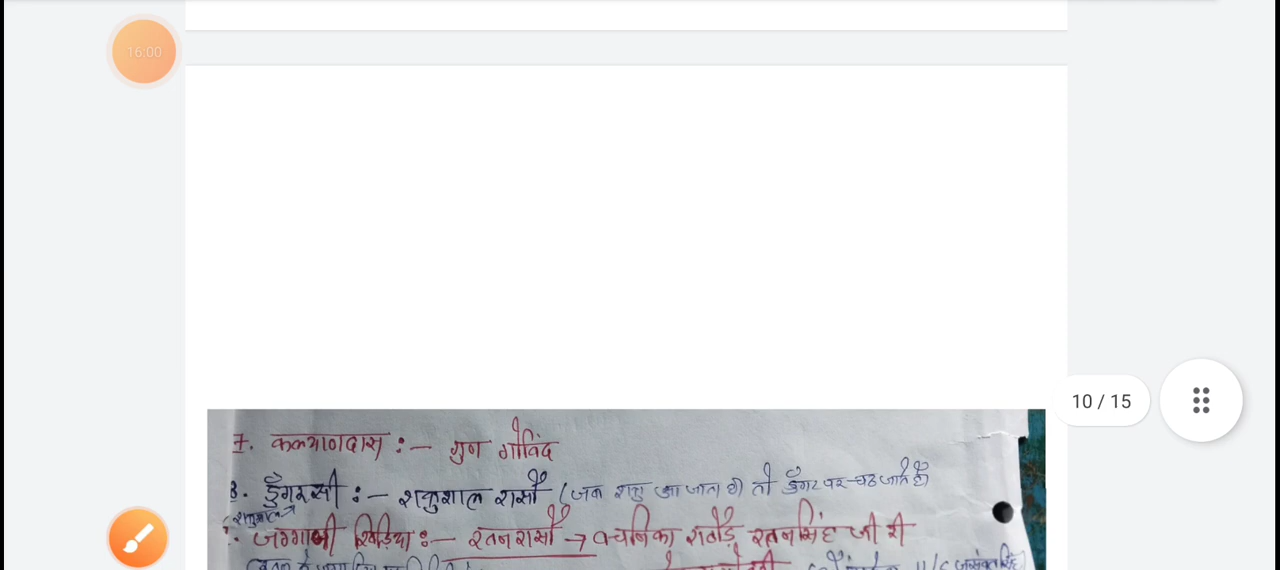 16:00
10 / 15
7. कल्याणदास :- गुण गोविंद
8. डूँगरसी :- शत्रुशाल रासौ (जब शत्रु आ जाता है) तो डूँगर पर चढ जाते है
जग्गाजी खिडिया :- रतनरासौ → वचनिका राठौड़ रतनसिंह जी री